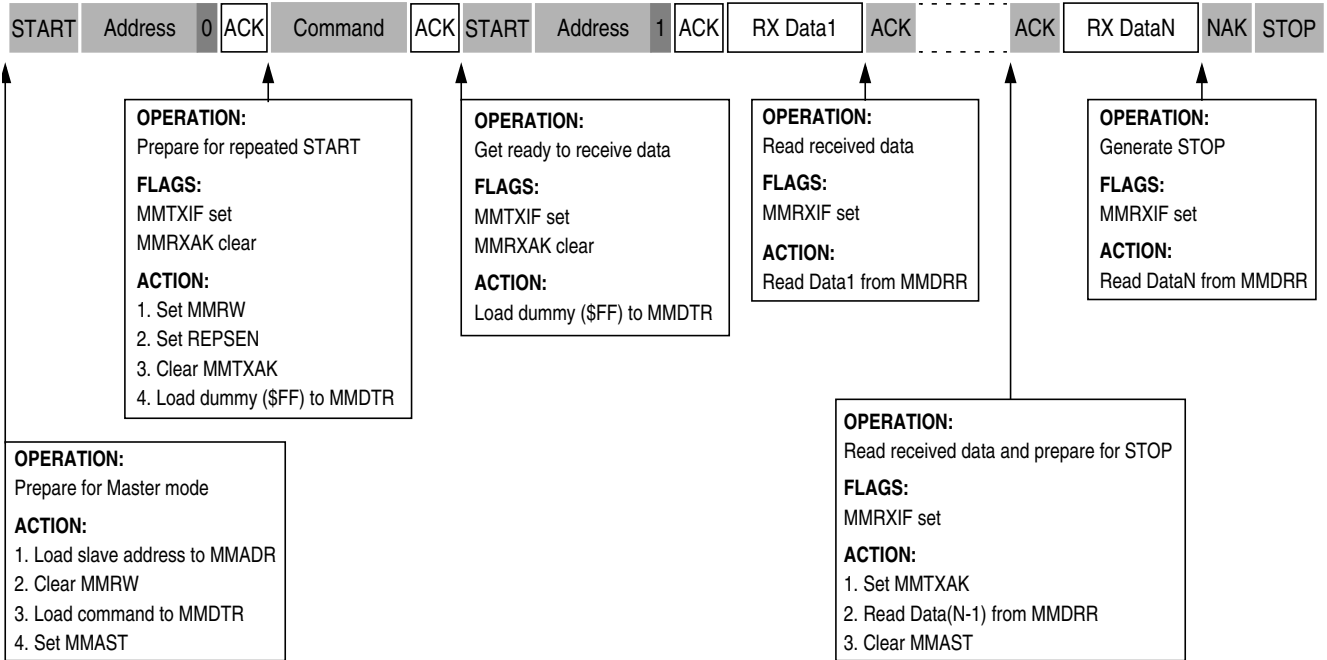 START Address 0 ACK Command ACK START Address 1 ACK RX Data1 ACK ACK RX DataN NAK STOP
OPERATION:
Prepare for repeated START
FLAGS:
MMTXIF set
MMRXAK clear
ACTION:
1. Set MMRW
2. Set REPSEN
3. Clear MMTXAK
4. Load dummy ($FF) to MMDTR
OPERATION:
Get ready to receive data
FLAGS:
MMTXIF set
MMRXAK clear
ACTION:
Load dummy ($FF) to MMDTR
OPERATION:
Read received data
FLAGS:
MMRXIF set
ACTION:
Read Data1 from MMDRR
OPERATION:
Generate STOP
FLAGS:
MMRXIF set
ACTION:
Read DataN from MMDRR
OPERATION:
Prepare for Master mode
ACTION:
1. Load slave address to MMADR
2. Clear MMRW
3. Load command to MMDTR
4. Set MMAST
OPERATION:
Read received data and prepare for STOP
FLAGS:
MMRXIF set
ACTION:
1. Set MMTXAK
2. Read Data(N-1) from MMDRR
3. Clear MMAST